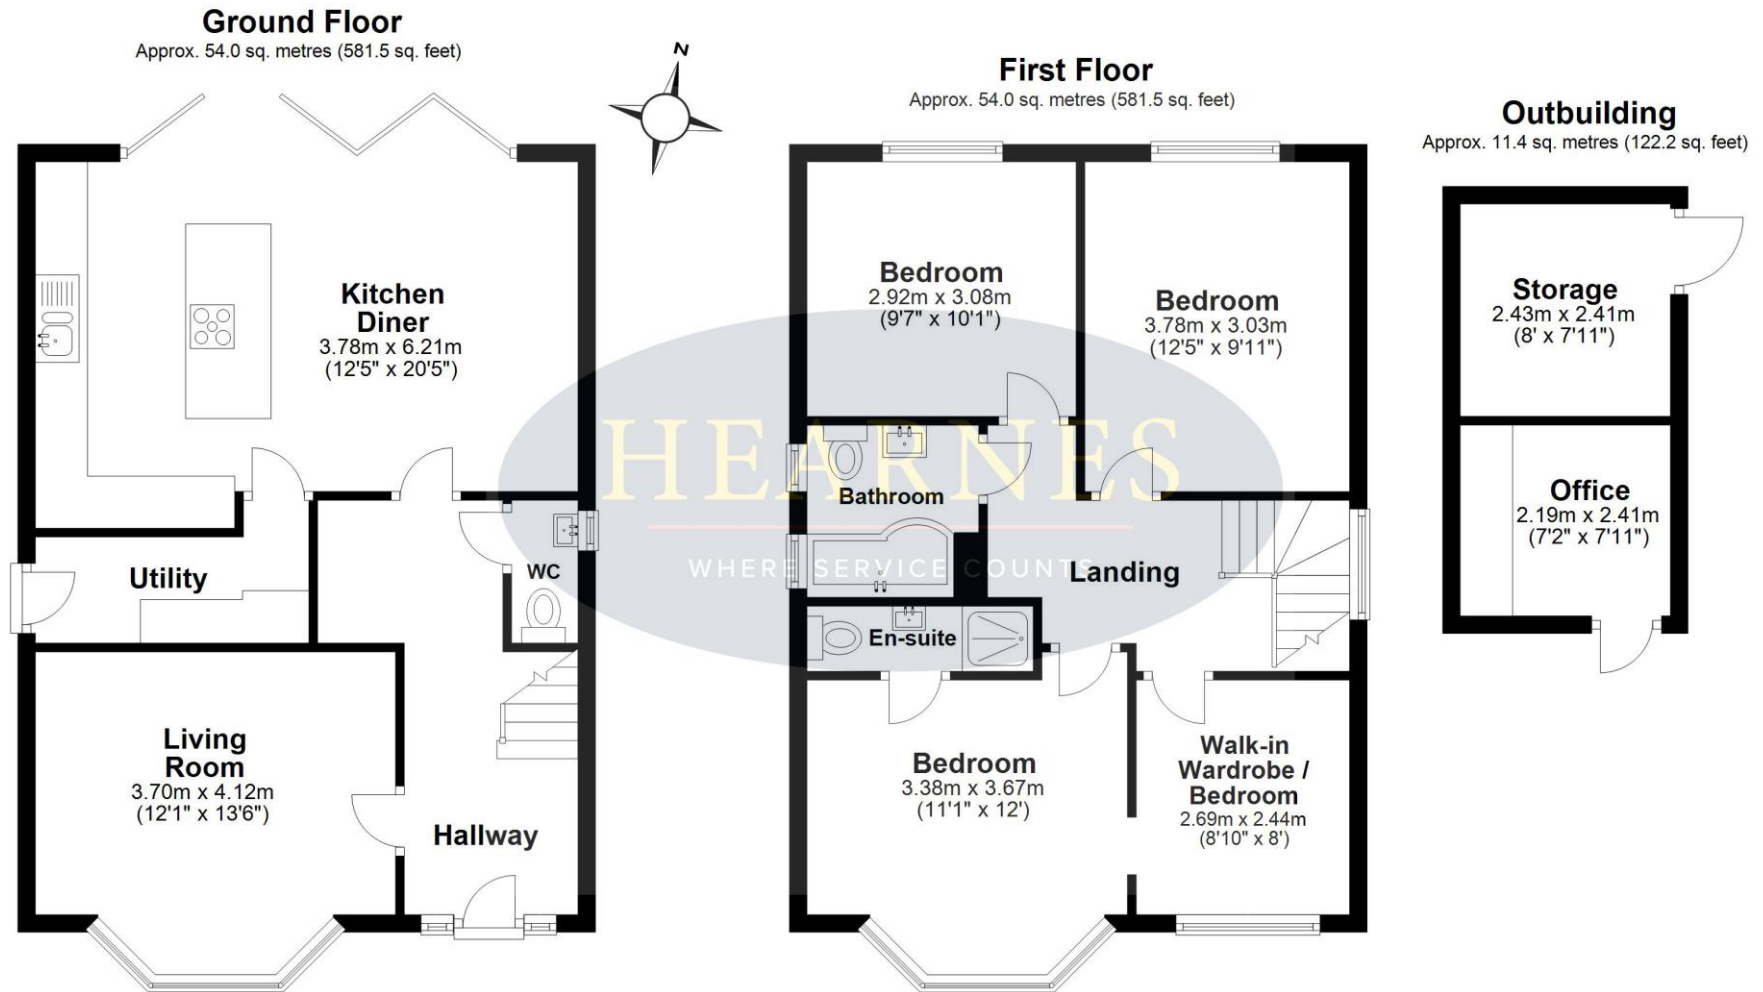 Ground Floor
Approx. 54.0 sq. metres (581.5 sq. feet)
N
First Floor
Approx. 54.0 sq. metres (581.5 sq. feet)
Outbuilding
Approx. 11.4 sq. metres (122.2 sq. feet)
Kitchen
Diner
3.78m x 6.21m
(12'5" x 20'5")
Utility
WC
Living
Room
3.70m x 4.12m
(12'1" x 13'6")
Hallway
Bedroom
2.92m x 3.08m
(9'7" x 10'1")
Bedroom
3.78m x 3.03m
(12'5" x 9'11")
Bathroom
Landing
En-suite
Bedroom
3.38m x 3.67m
(11'1" x 12')
Walk-in
Wardrobe /
Bedroom
2.69m x 2.44m
(8'10" x 8')
Storage
2.43m x 2.41m
(8' x 7'11")
Office
2.19m x 2.41m
(7'2" x 7'11")
HEARNES
WHERE SERVICE COUNTS